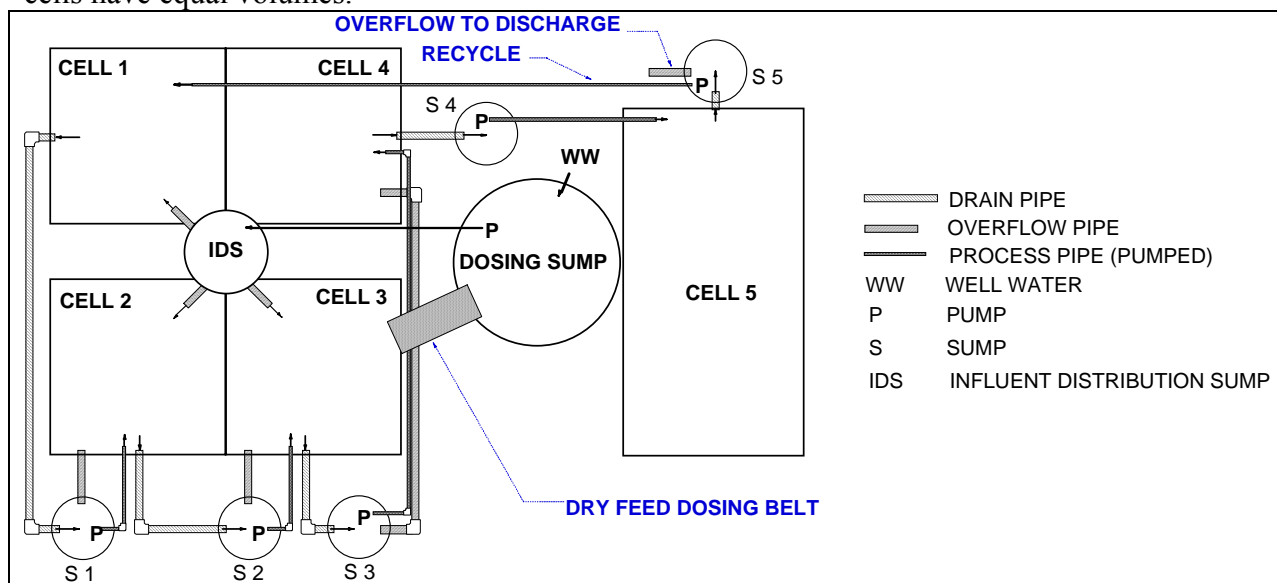 cells have equal volumes.
OVERFLOW TO DISCHARGE
RECYCLE
CELL 1
CELL 4
P
S 5
S 4
P
WW
IDS
P
DOSING SUMP
CELL 2
CELL 3
CELL 5
DRAIN PIPE
OVERFLOW PIPE
PROCESS PIPE (PUMPED)
WW WELL WATER
P PUMP
S SUMP
IDS INFLUENT DISTRIBUTION SUMP
DRY FEED DOSING BELT
P
P
P
S 1
S 2
S 3